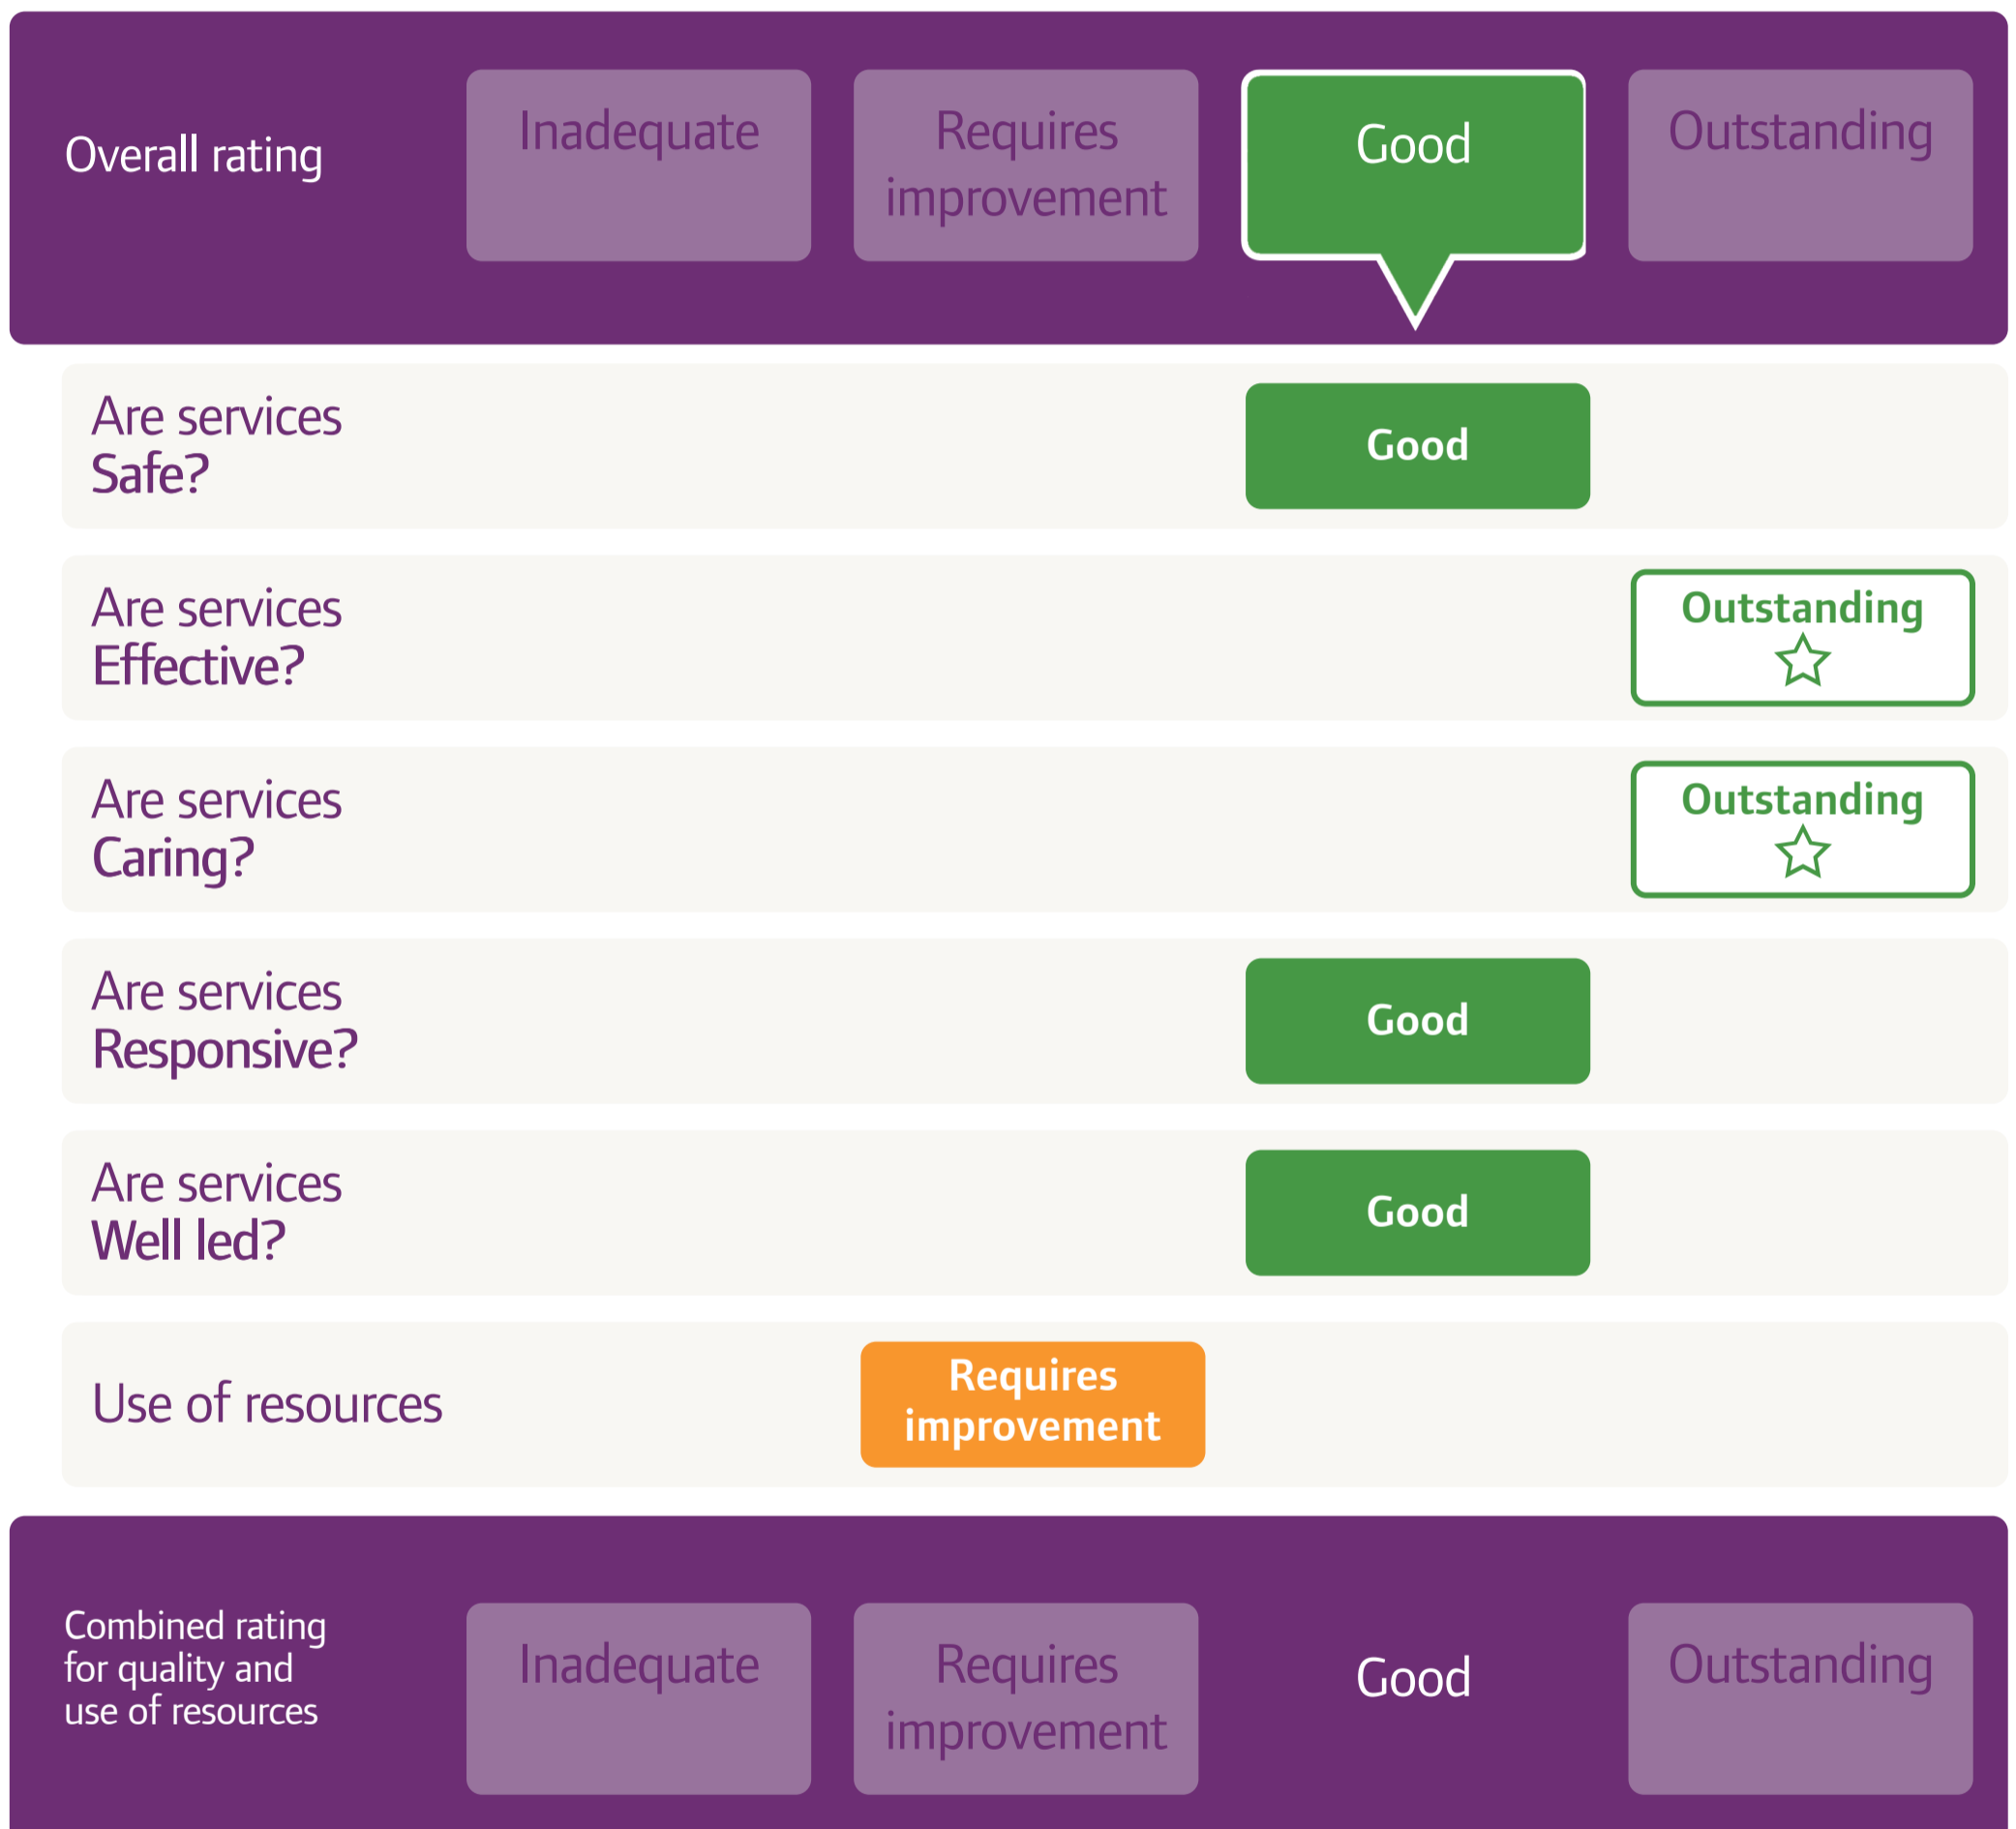 Overall rating
Inadequate
Requires
improvement
Good
Outstanding
Are services
Safe?
Good
Are services
Effective?
Outstanding
Are services
Caring?
Outstanding
Are services
Responsive?
Good
Are services
Well led?
Good
Use of resources
Requires
improvement
Combined rating
for quality and
use of resources
Inadequate
Requires
improvement
Good
Outstanding